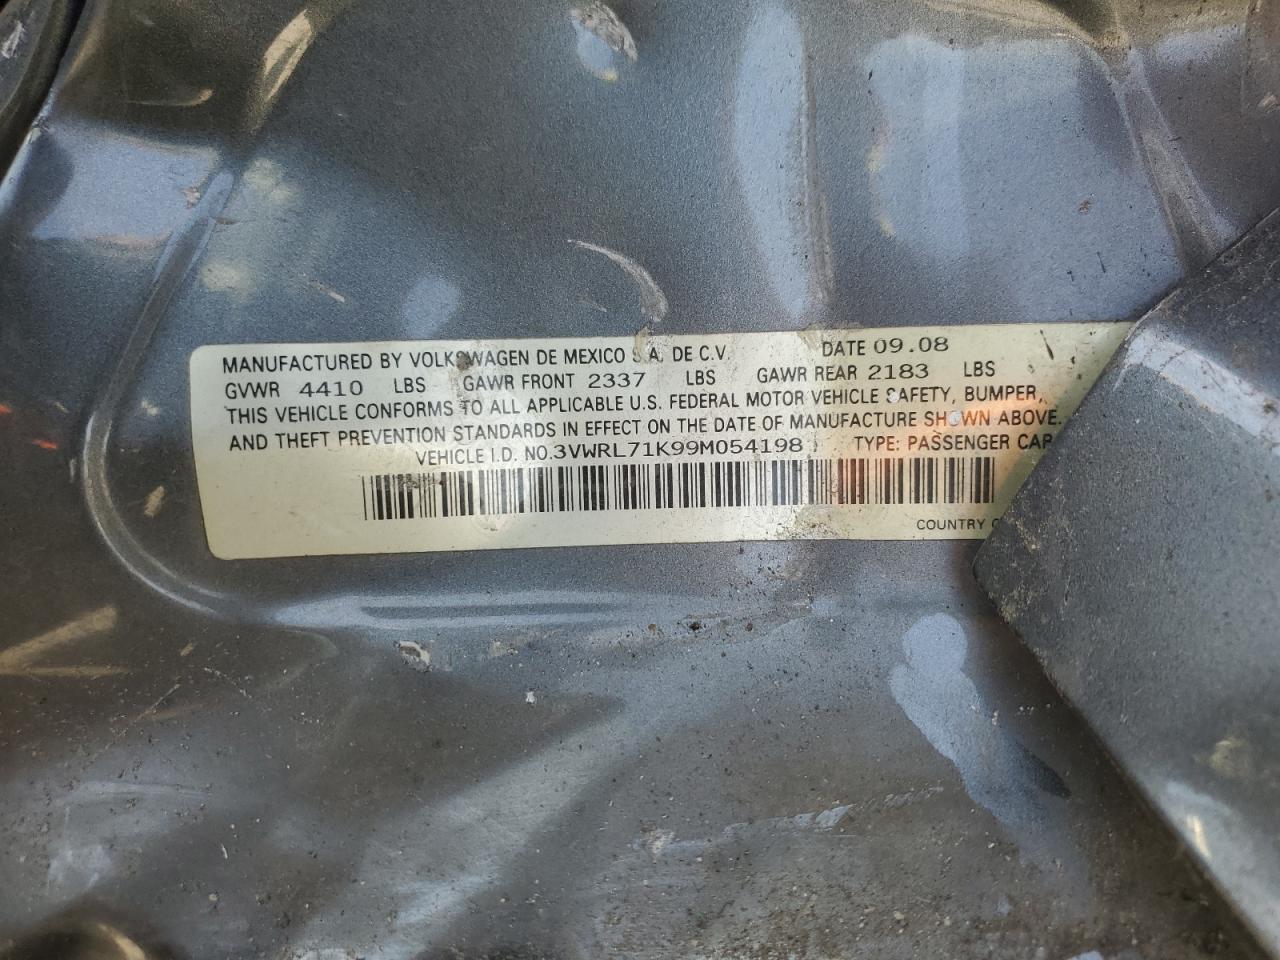 MANUFACTURED BY VOLKSWAGEN DE MEXICO S.A. DE C.V. DATE 09.08
GVWR 4410 LBS GAWR FRONT 2337 LBS GAWR REAR 2183 LBS
THIS VEHICLE CONFORMS TO ALL APPLICABLE U.S. FEDERAL MOTOR VEHICLE SAFETY, BUMPER,
AND THEFT PREVENTION STANDARDS IN EFFECT ON THE DATE OF MANUFACTURE SHOWN ABOVE.
VEHICLE I.D. NO.3VWRL71K99M054198 TYPE: PASSENGER CAR
COUNTRY